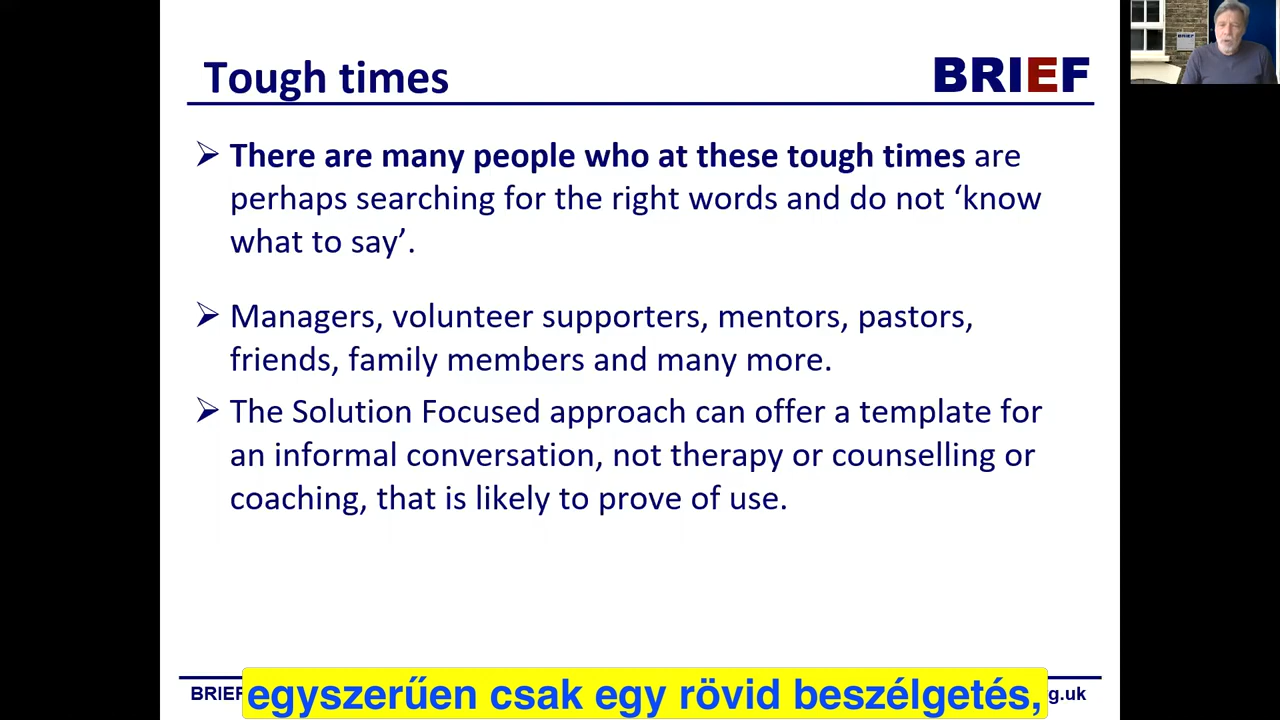 Tough times
BRIEF
➢ There are many people who at these tough times are
perhaps searching for the right words and do not ‘know
what to say’.
➢ Managers, volunteer supporters, mentors, pastors,
friends, family members and many more.
➢ The Solution Focused approach can offer a template for
an informal conversation, not therapy or counselling or
coaching, that is likely to prove of use.
BRIEF
g.uk
egyszerűen csak egy rövid beszélgetés,
BRIEF